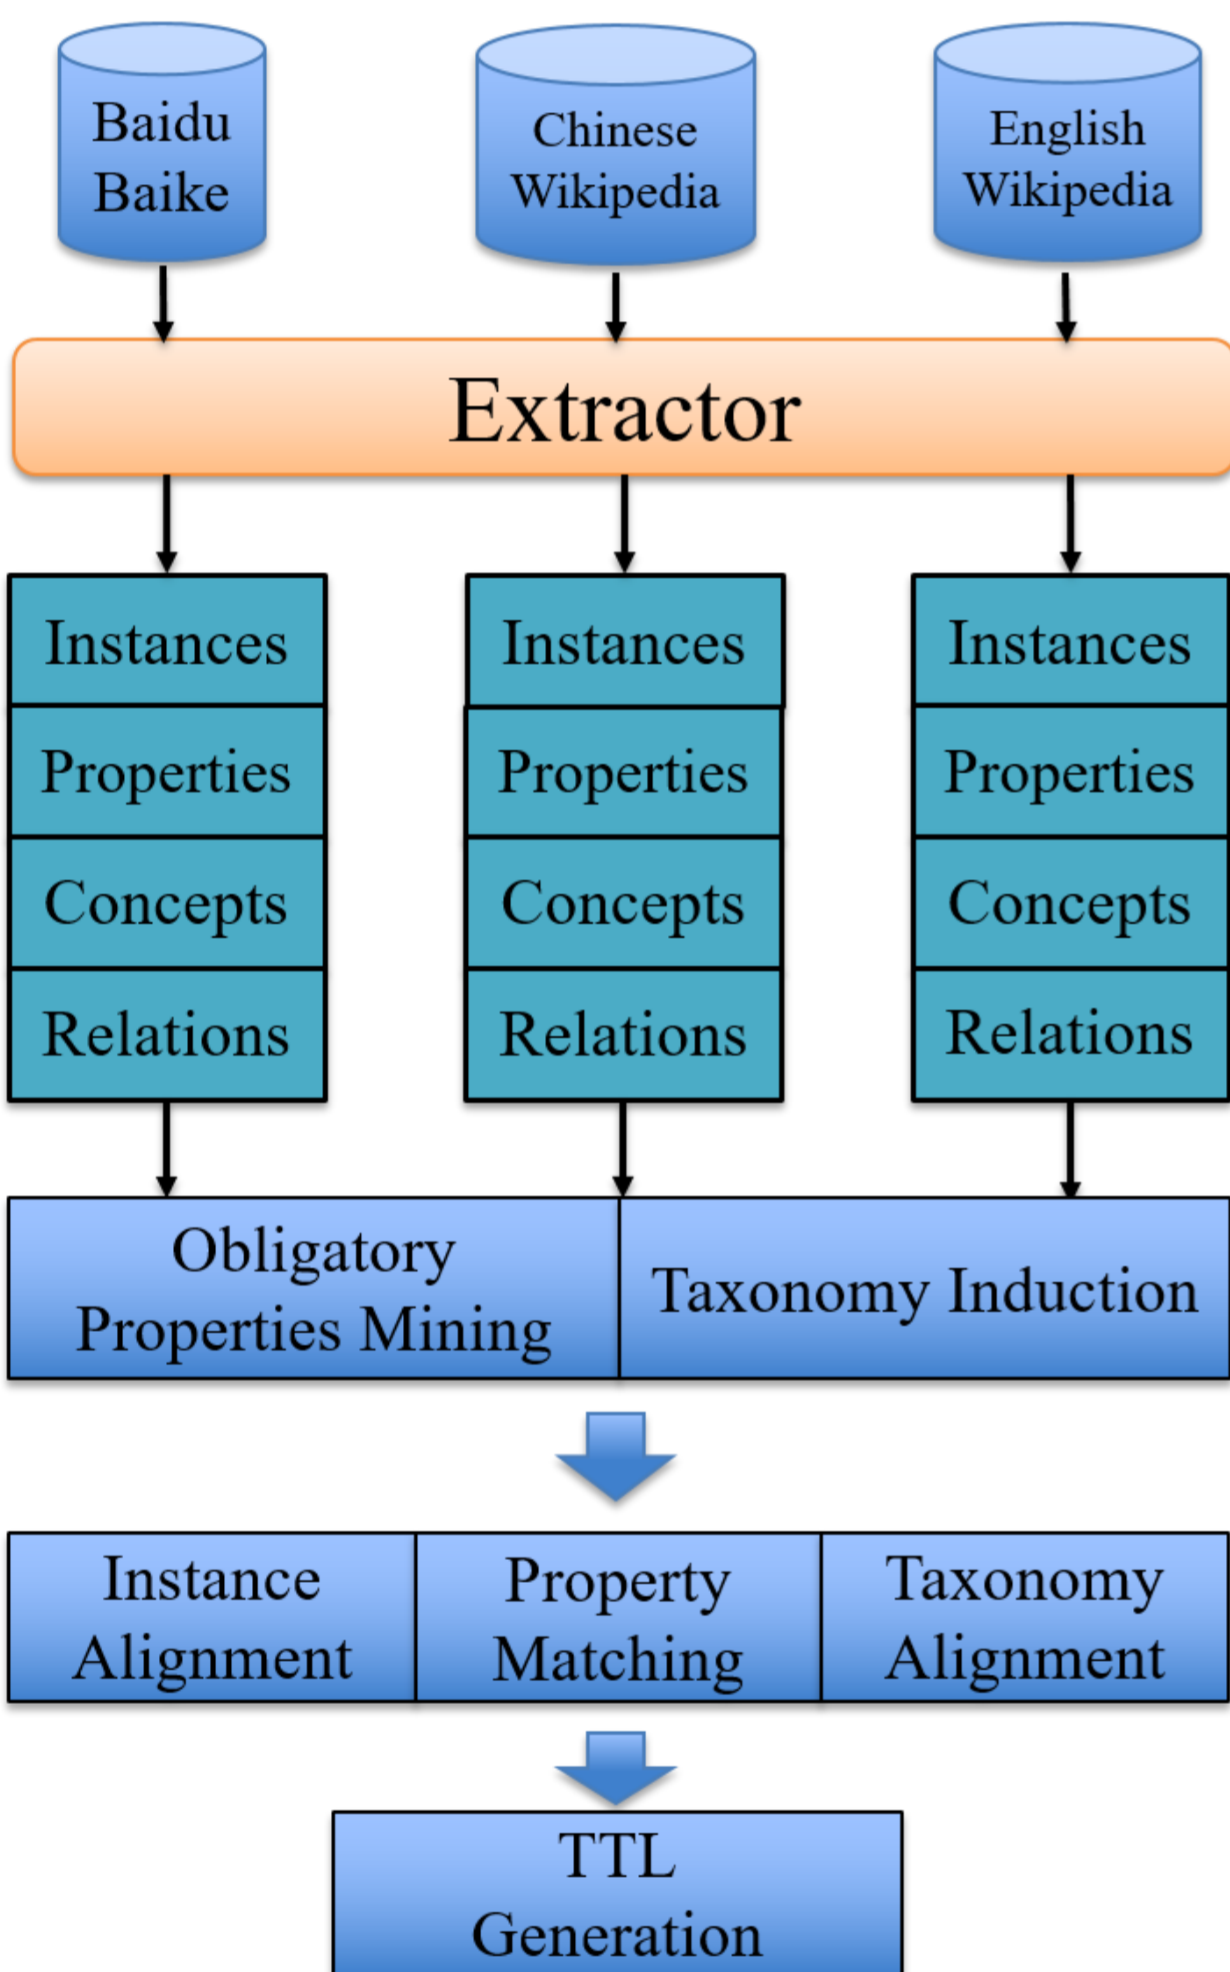 Baidu
Baike
Chinese
Wikipedia
English
Wikipedia
Extractor
Instances
Properties
Concepts
Relations
Instances
Properties
Concepts
Relations
Instances
Properties
Concepts
Relations
Obligatory
Properties Mining
Taxonomy Induction
Instance
Alignment
Property
Matching
Taxonomy
Alignment
TTL
Generation